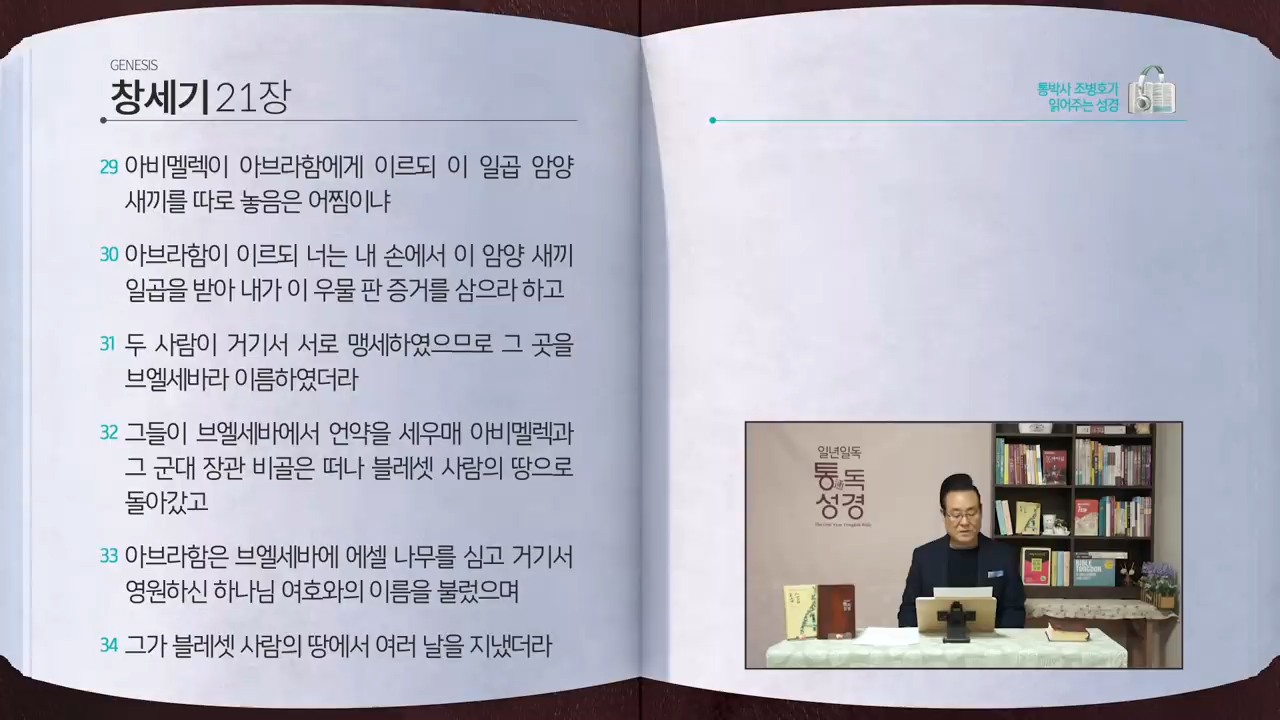 GENESIS
창세기 21장
29 아비멜렉이 아브라함에게 이르되 이 일곱 암양
새끼를 따로 놓음은 어찜이냐
30 아브라함이 이르되 너는 내 손에서 이 암양 새끼
일곱을 받아 내가 이 우물 판 증거를 삼으라 하고
31 두 사람이 거기서 서로 맹세하였으므로 그 곳을
브엘세바라 이름하였더라
32 그들이 브엘세바에서 언약을 세우매 아비멜렉과
그 군대 장관 비골은 떠나 블레셋 사람의 땅으로
돌아갔고
33 아브라함은 브엘세바에 에셀 나무를 심고 거기서
영원하신 하나님 여호와의 이름을 불렀으며
34 그가 블레셋 사람의 땅에서 여러 날을 지냈더라
통박사 조병호가
읽어주는 성경
일년일독
통독
성경
BIBLE
TONGDOK